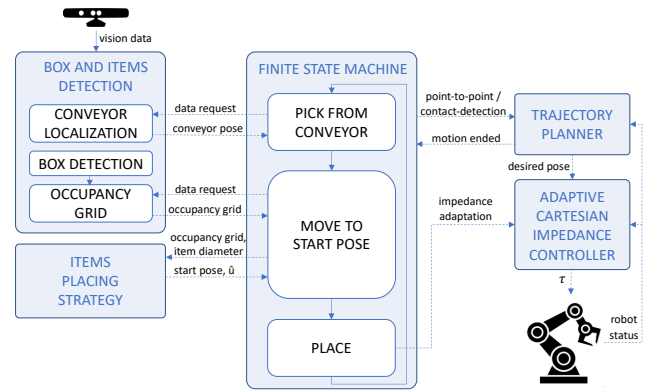 vision data
BOX AND ITEMS
DETECTION
CONVEYOR
LOCALIZATION
BOX DETECTION
OCCUPANCY
GRID
ITEMS
PLACING
STRATEGY
data request
conveyor pose
data request
occupancy grid
occupancy grid,
item diameter
start pose, û
FINITE STATE MACHINE
PICK FROM
CONVEYOR
MOVE TO
START POSE
PLACE
point-to-point /
contact-detection
motion ended
impedance
adaptation
TRAJECTORY
PLANNER
desired pose
ADAPTIVE
CARTESIAN
IMPEDANCE
CONTROLLER
τ
robot
status